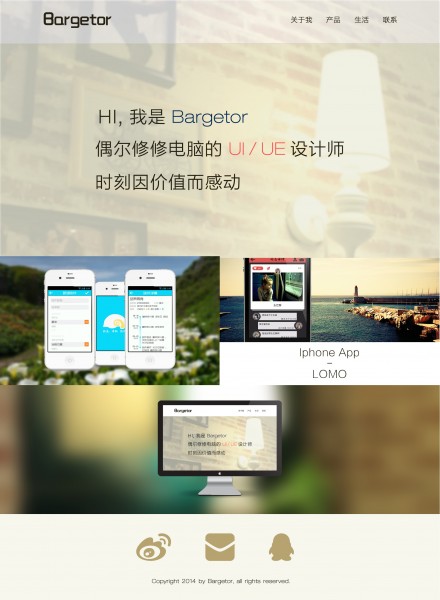 Bargetor
关于我 产品 生活 联系
HI, 我是 Bargetor
偶尔修修电脑的 UI / UE 设计师
时刻因价值而感动
Iphone App
–
LOMO
Bargetor
HI, 我是 Bargetor
偶尔修修电脑的 UI / UE 设计师
时刻因价值而感动
Copyright 2014 by Bargetor, all rights reserved.